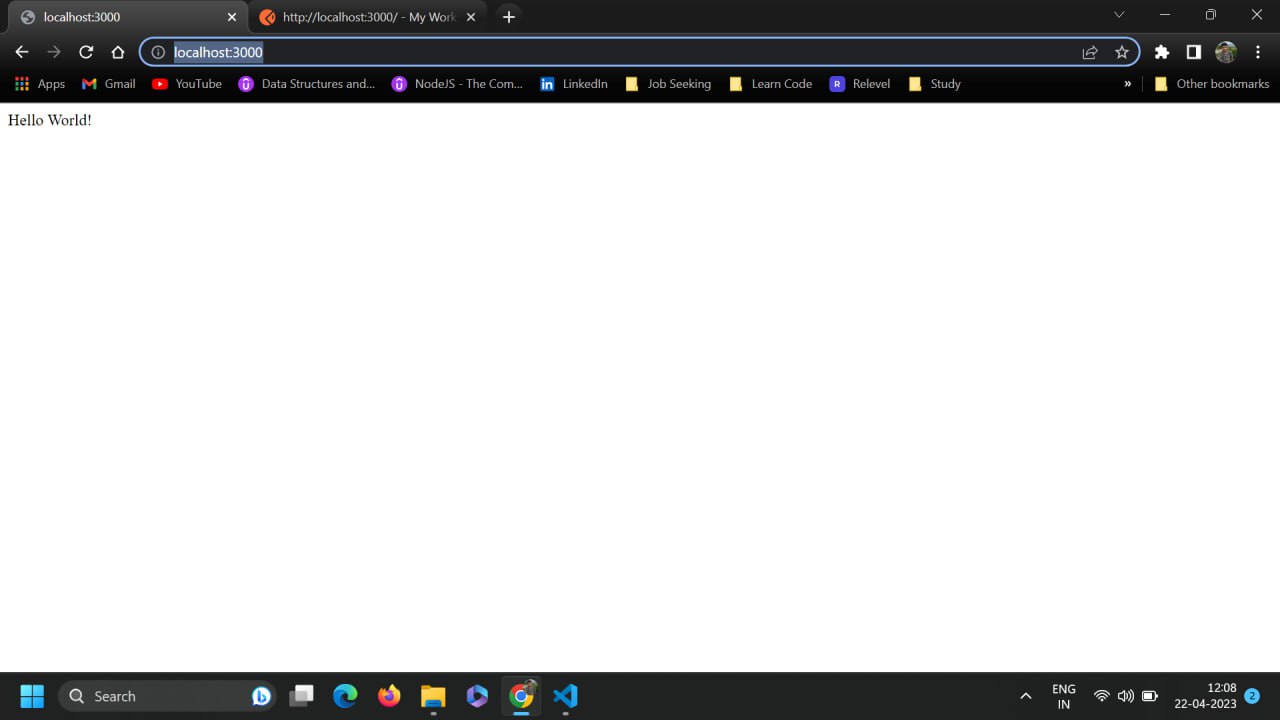 localhost:3000
http://localhost:3000/ - My Work
localhost:3000
Apps Gmail YouTube Data Structures and... NodeJS - The Com... LinkedIn Job Seeking Learn Code R Relevel Study » Other bookmarks
Hello World!
Search
ENG
IN
12:08
22-04-2023
2